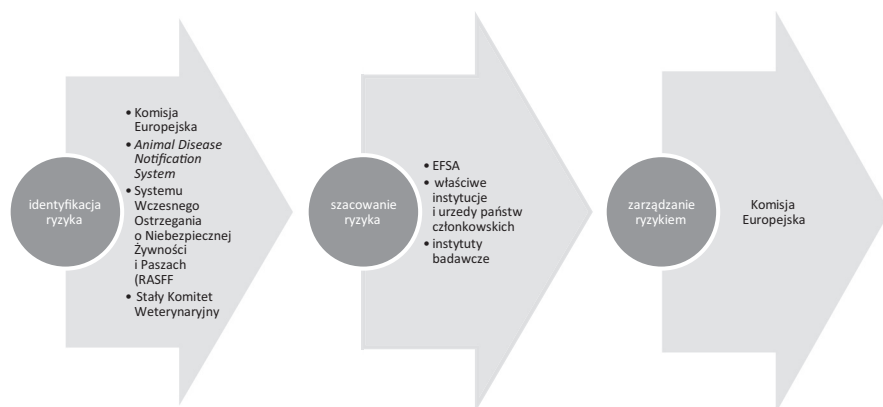 identyfikacja
ryzyka
• Komisja
Europejska
• Animal Disease
Notification
System
• Systemu
Wczesnego
Ostrzegania
o Niebezpiecznej
Żywności
i Paszach
(RASFF
• Stały Komitet
Weterynaryjny
szacowanie
ryzyka
• EFSA
• właściwe
instytucje
i urzedy państw
członkowskich
• instytuty
badawcze
zarządzanie
ryzykiem
Komisja
Europejska